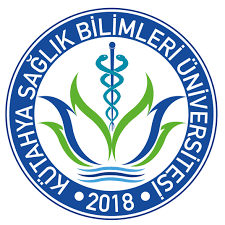 KÜTAHYA SAĞLIK BİLİMLERİ ÜNİVERSİTESİ
• 2018 •